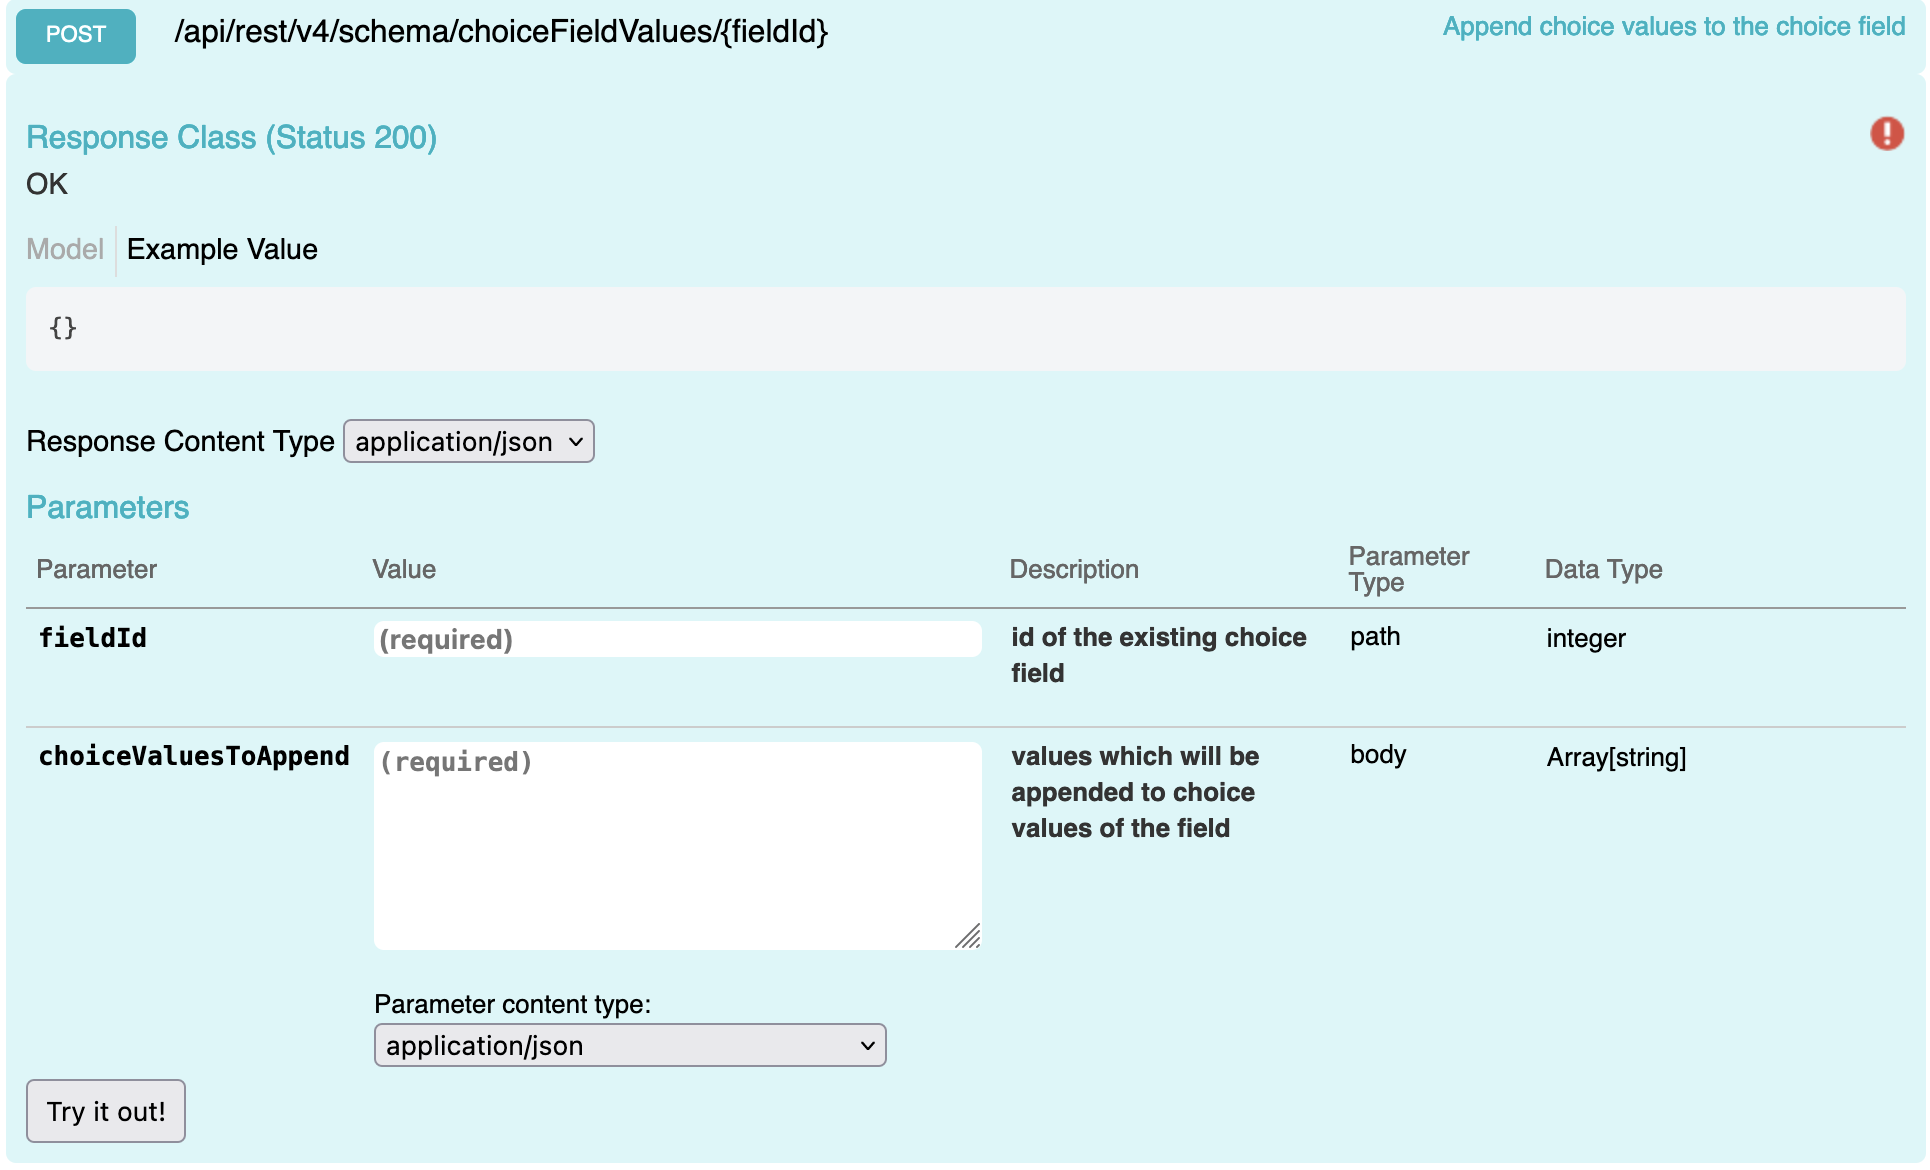 POST /api/rest/v4/schema/choiceFieldValues/{fieldId} Append choice values to the choice field
Response Class (Status 200)
OK
Model Example Value
{}
Response Content Type application/json
Parameters
Parameter Value Description Parameter Type Data Type
fieldId (required) id of the existing choice field path integer
choiceValuesToAppend (required) values which will be appended to choice values of the field body Array[string]
Parameter content type:
application/json
Try it out!